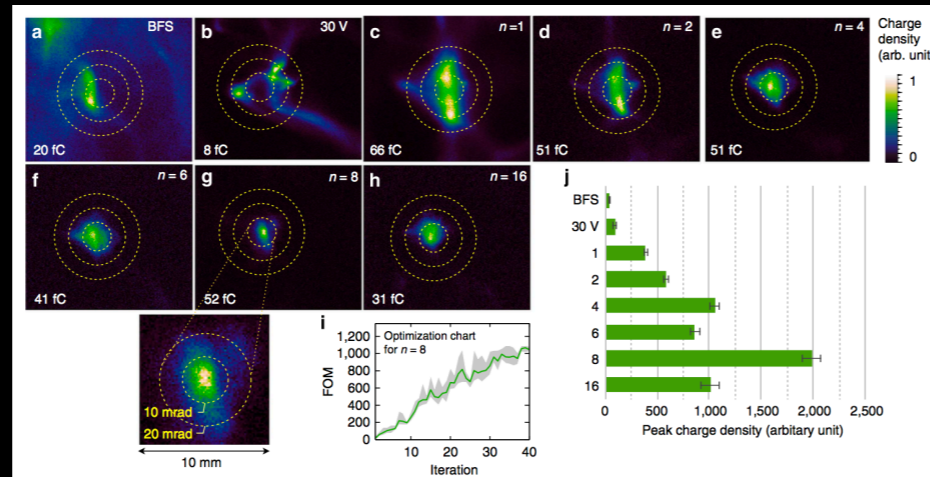 a BFS
20 fC
b 30 V
8 fC
c n =1
66 fC
d n = 2
51 fC
e n = 4
51 fC
Charge
density
(arb. unit
1
0
f n = 6
41 fC
g n = 8
52 fC
h n = 16
31 fC
10 mrad
20 mrad
10 mm
i
Optimization chart
for n = 8
FOM
1,200
1,000
800
600
400
200
0
10 20 30 40
Iteration
j
BFS
30 V
1
2
4
6
8
16
0 500 1,000 1,500 2,000 2,500
Peak charge density (arbitary unit)